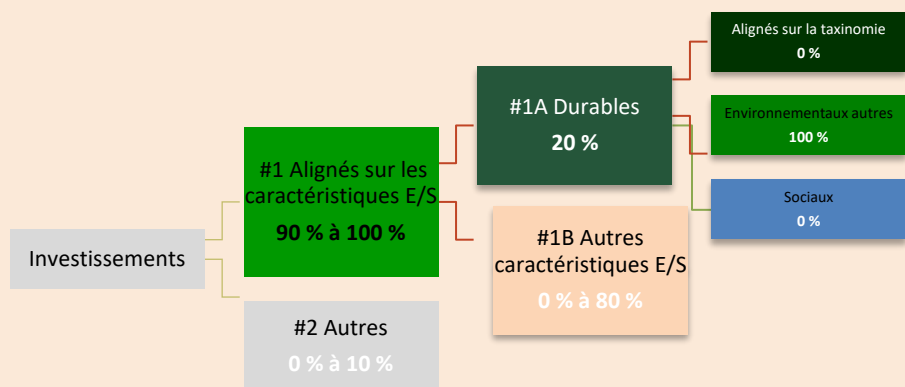 Investissements
#1 Alignés sur les
caractéristiques E/S
90 % à 100 %
#2 Autres
0 % à 10 %
#1A Durables
20 %
#1B Autres
caractéristiques E/S
0 % à 80 %
Alignés sur la taxinomie
0 %
Environnementaux autres
100 %
Sociaux
0 %